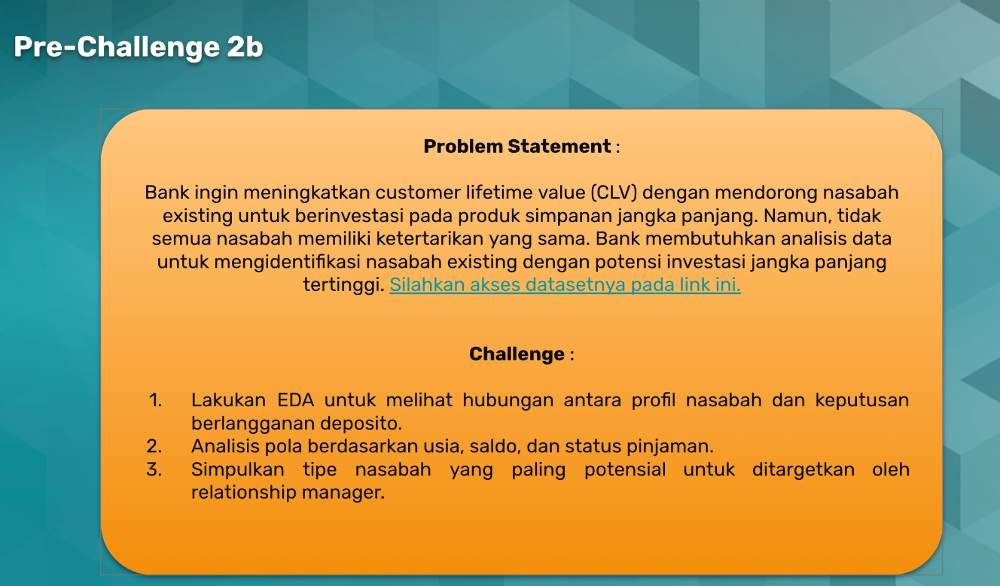 Pre-Challenge 2b
Problem Statement :
Bank ingin meningkatkan customer lifetime value (CLV) dengan mendorong nasabah
existing untuk berinvestasi pada produk simpanan jangka panjang. Namun, tidak
semua nasabah memiliki ketertarikan yang sama. Bank membutuhkan analisis data
untuk mengidentifikasi nasabah existing dengan potensi investasi jangka panjang
tertinggi. Silahkan akses datasetnya pada link ini.
Challenge :
1. Lakukan EDA untuk melihat hubungan antara profil nasabah dan keputusan
berlangganan deposito.
2. Analisis pola berdasarkan usia, saldo, dan status pinjaman.
3. Simpulkan tipe nasabah yang paling potensial untuk ditargetkan oleh
relationship manager.